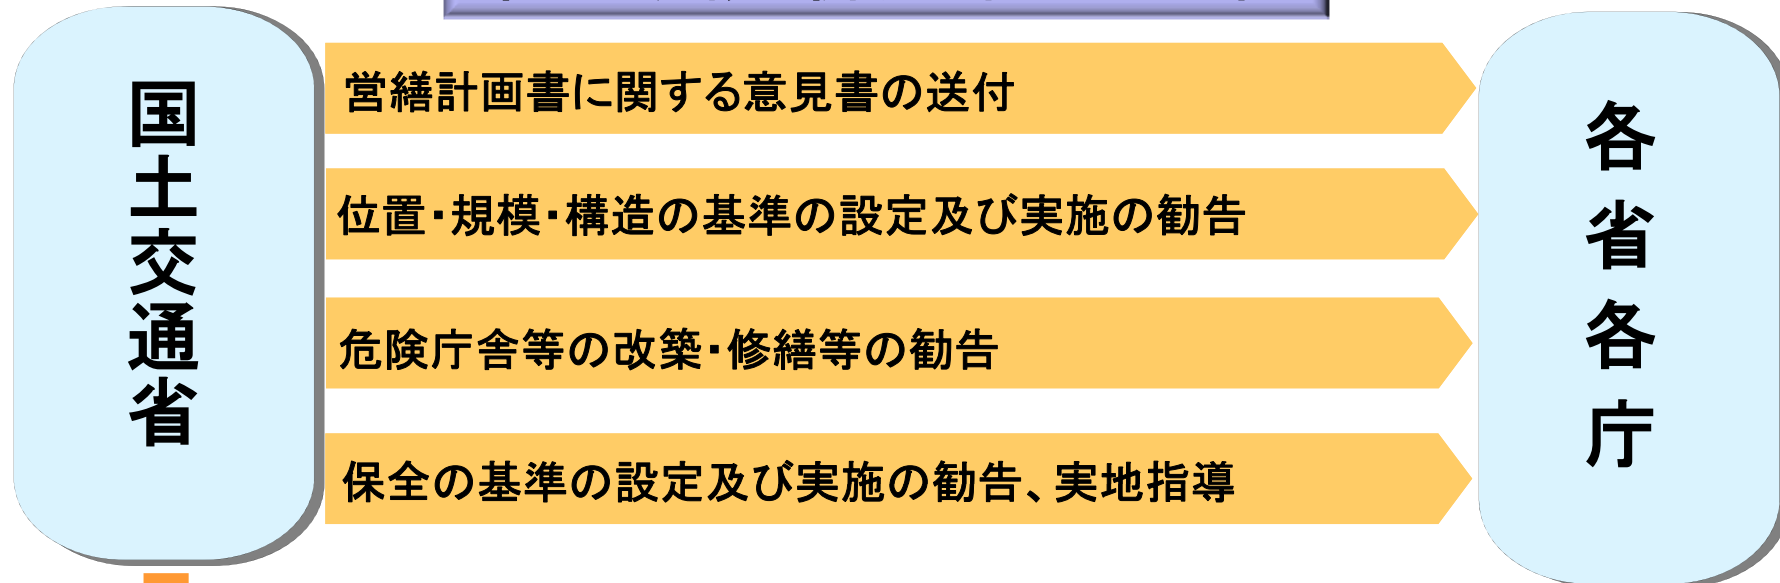 国土交通省
営繕計画書に関する意見書の送付
位置・規模・構造の基準の設定及び実施の勧告
危険庁舎等の改築・修繕等の勧告
保全の基準の設定及び実施の勧告、実地指導
各省各庁